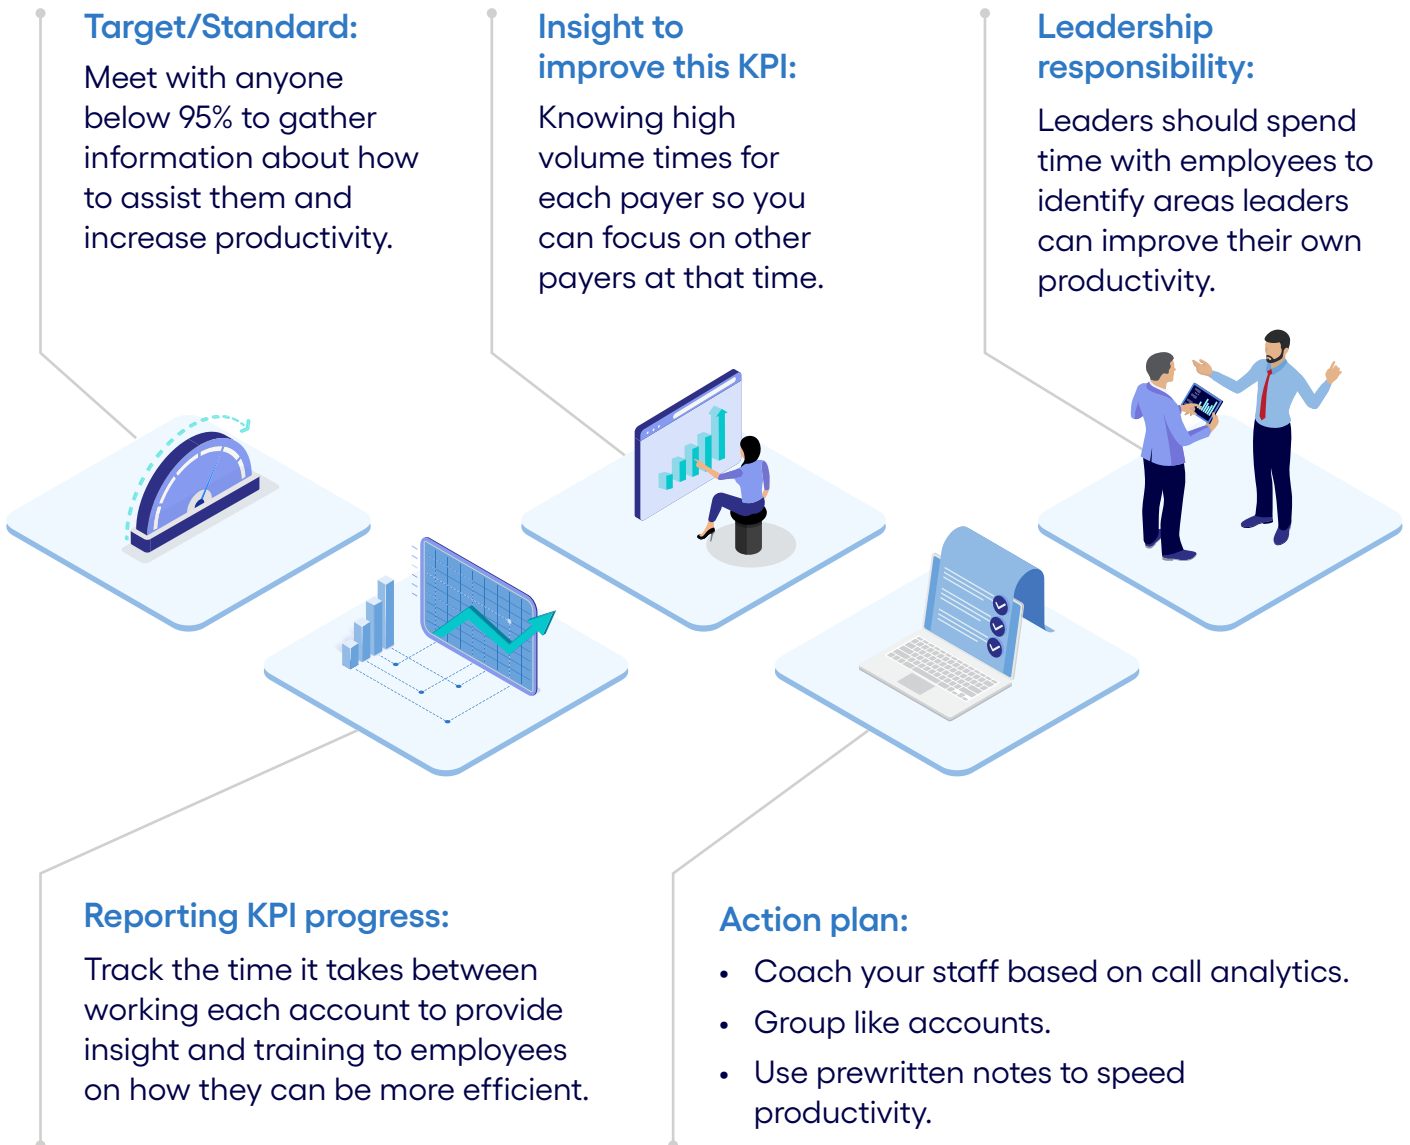 Target/Standard:
Meet with anyone
below 95% to gather
information about how
to assist them and
increase productivity.
Insight to
improve this KPI:
Knowing high
volume times for
each payer so you
can focus on other
payers at that time.
Leadership
responsibility:
Leaders should spend
time with employees to
identify areas leaders
can improve their own
productivity.
Reporting KPI progress:
Track the time it takes between
working each account to provide
insight and training to employees
on how they can be more efficient.
Action plan:
• Coach your staff based on call analytics.
• Group like accounts.
• Use prewritten notes to speed
productivity.